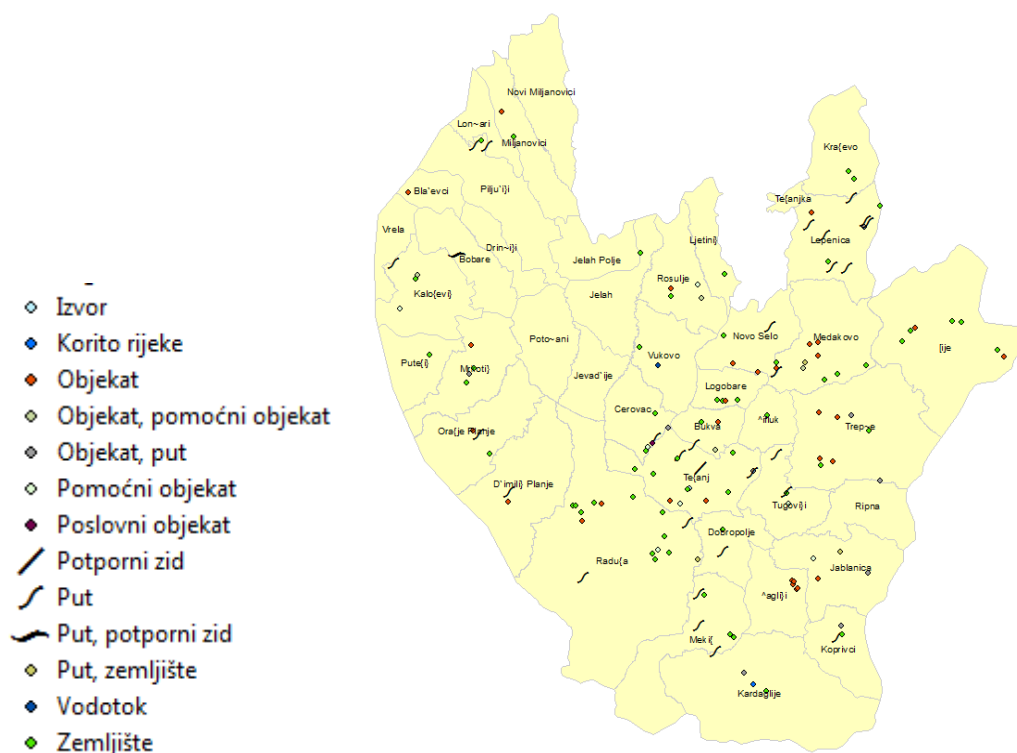 Izvor
Korito rijeke
Objekat
Objekat, pomoćni objekat
Objekat, put
Pomoćni objekat
Poslovni objekat
Potporni zid
Put
Put, potporni zid
Put, zemljište
Vodotok
Zemljište
Novi Miljanovici
Lon~ari
Miljanovici
Kra{evo
Pilju`i}i
Bla`evci
Te{anjka
Vrela
Lepenica
Ljetini}
Drin~i}i
Bobare
Jelah Polje
Rosulje
Kalo{evi}
Jelah
Novo Selo
Medakovo
Poto~ani
[ije
Vukovo
Pute{i}
Jevad`ije
Logobare
Cerovac
^ifluk
Bukva
Trep~e
Ora{je Planje
Te{anj
D`imili} Planje
Tugovi}i
Ripna
Dobropolje
Radu{a
Jablanica
^agli}i
Meki{
Koprivci
Kardaglije